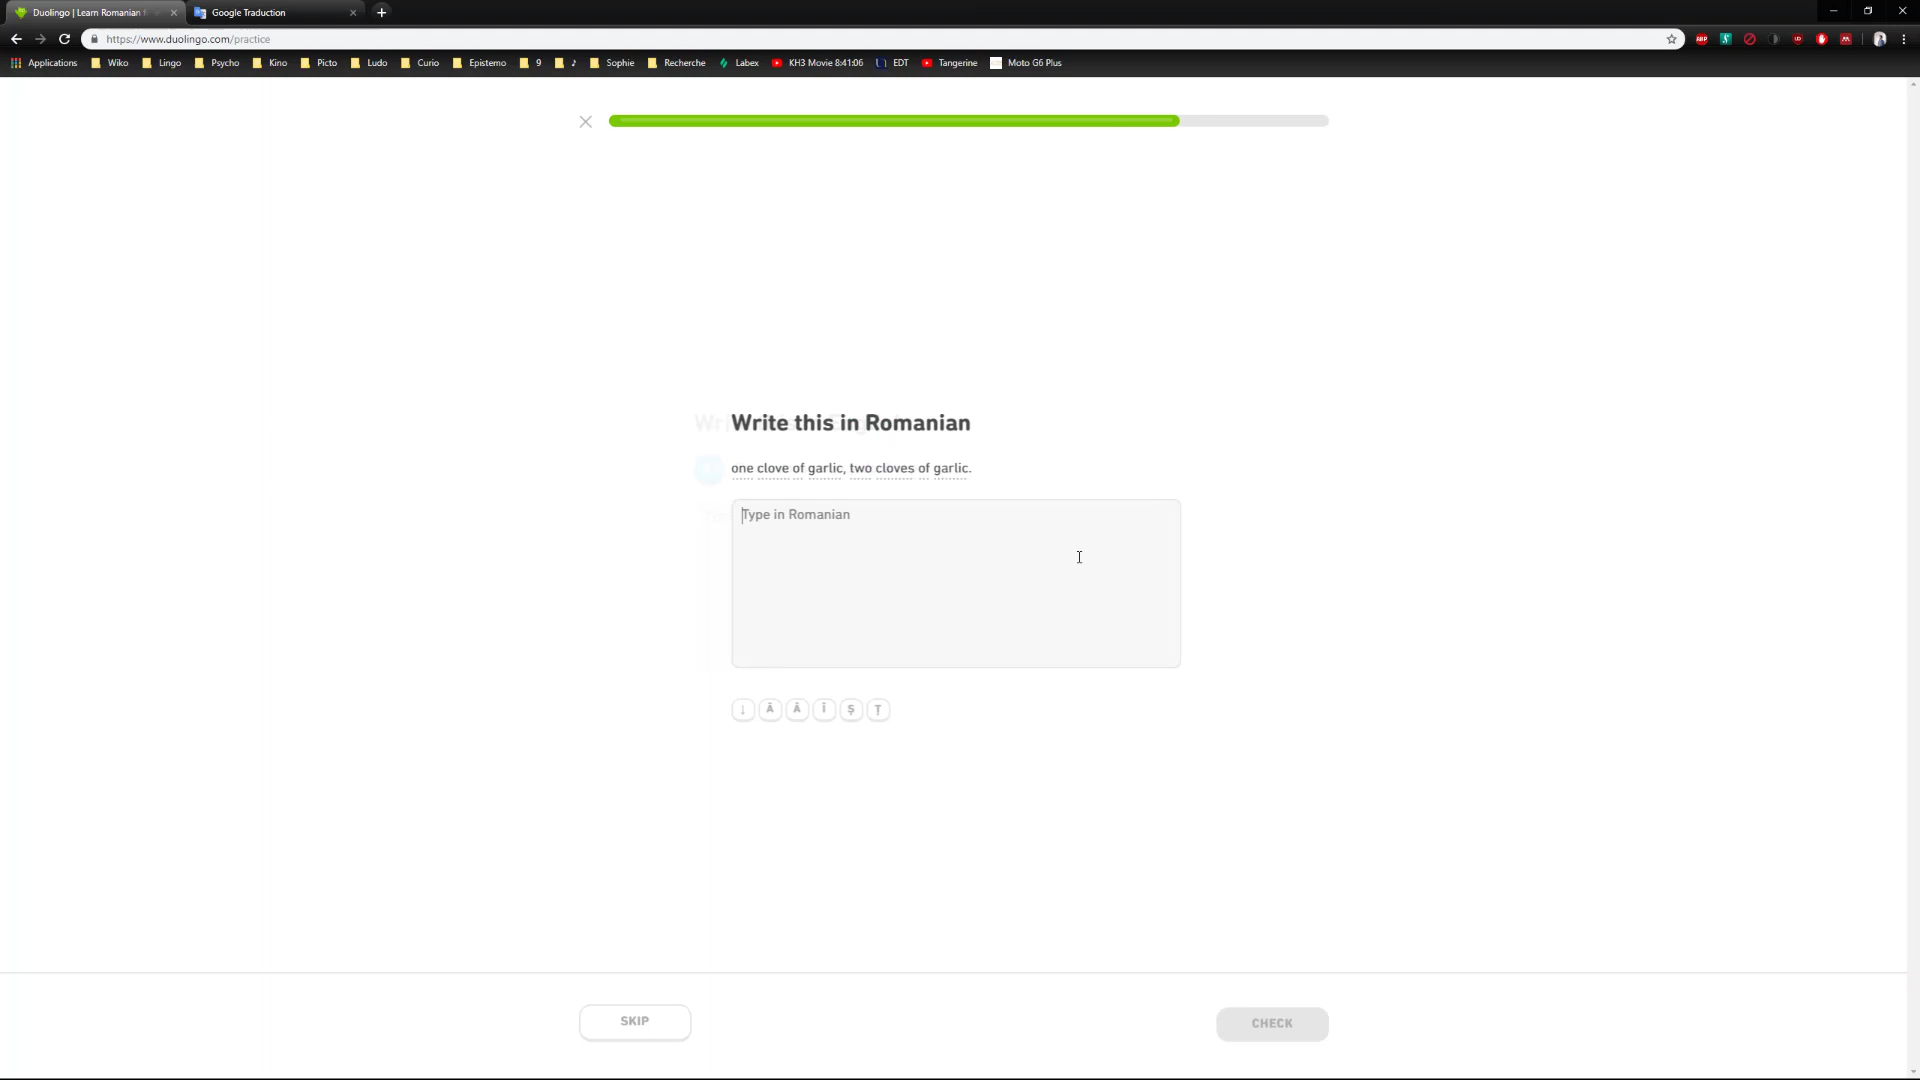 Duolingo | Learn Romanian f
Google Traduction
https://www.duolingo.com/practice
ABP
Applications
Wiko
Lingo
Psycho
Kino
Picto
Ludo
Curio
Epistemo
9
♪
Sophie
Recherche
Labex
KH3 Movie 8:41:06
EDT
Tangerine
Moto G6 Plus
Write this in Romanian
one clove of garlic, two cloves of garlic.
Type in Romanian
↓ Ă Â Î Ș Ț
SKIP
CHECK